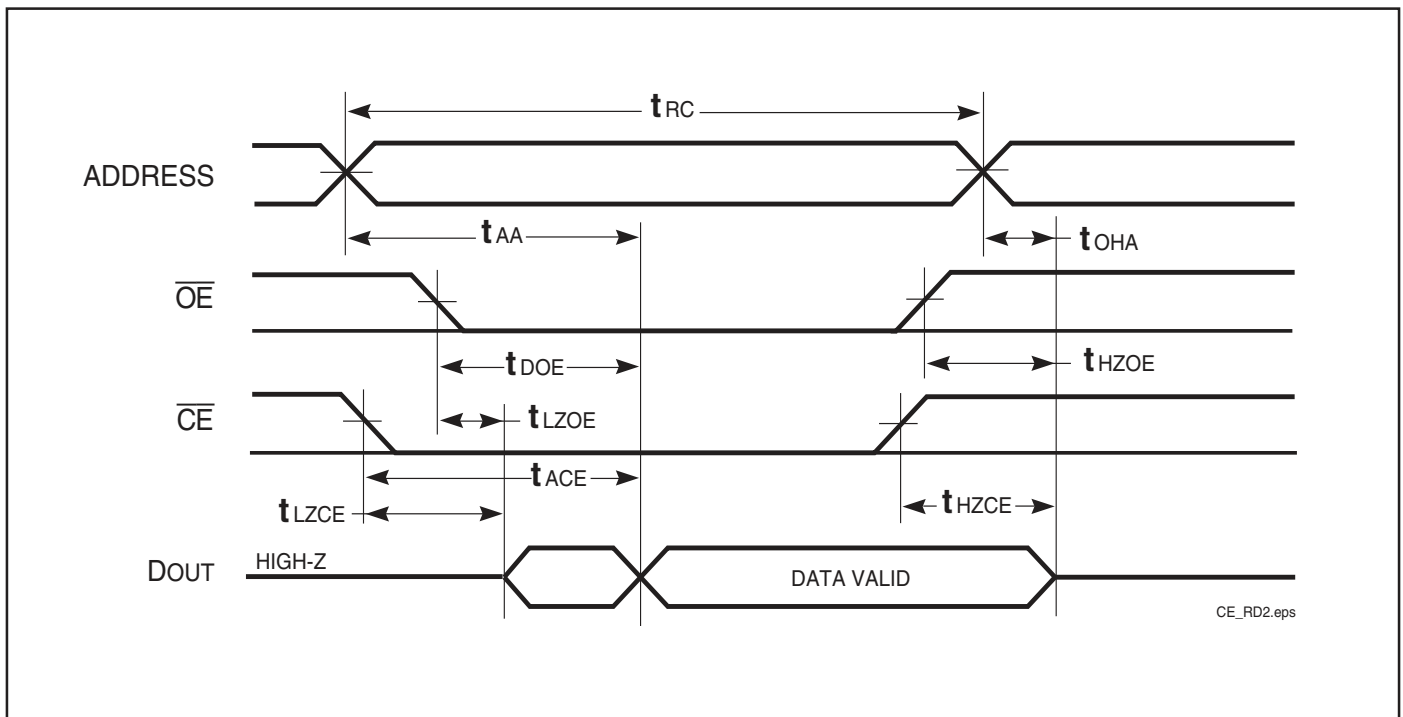 tRC
ADDRESS
tAA
tOHA
OE
tDOE
tHZOE
CE
tLZOE
tACE
tLZCE
tHZCE
DOUT
HIGH-Z
DATA VALID
CE_RD2.eps